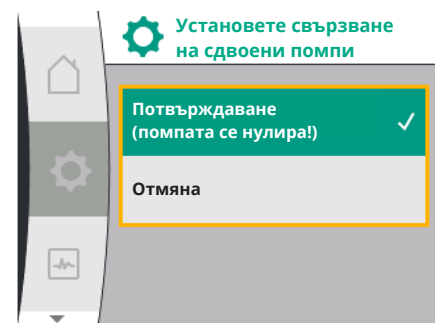 Установете свързване
на сдвоени помпи
Потвърждаване
(помпата се нулира!)
Отмяна